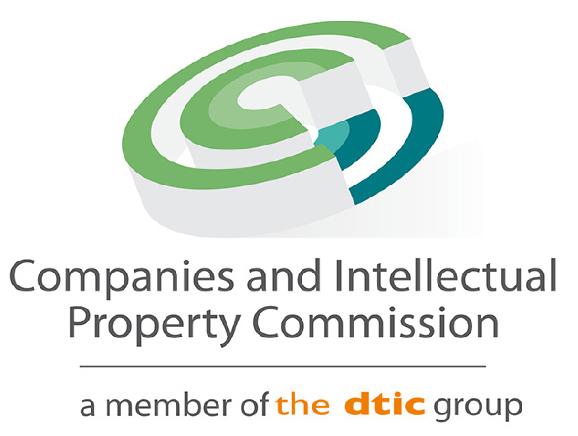 Companies and Intellectual
Property Commission
a member of the dtic group